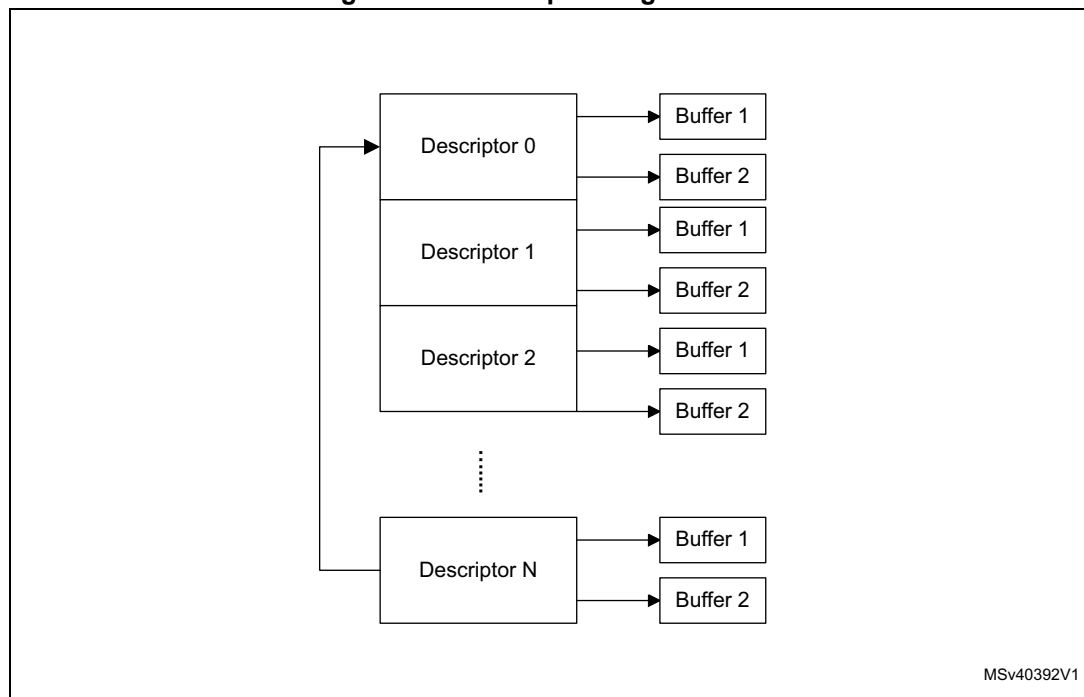 Descriptor 0
Buffer 1
Buffer 2
Descriptor 1
Buffer 1
Buffer 2
Descriptor 2
Buffer 1
Buffer 2
Descriptor N
Buffer 1
Buffer 2
MSv40392V1